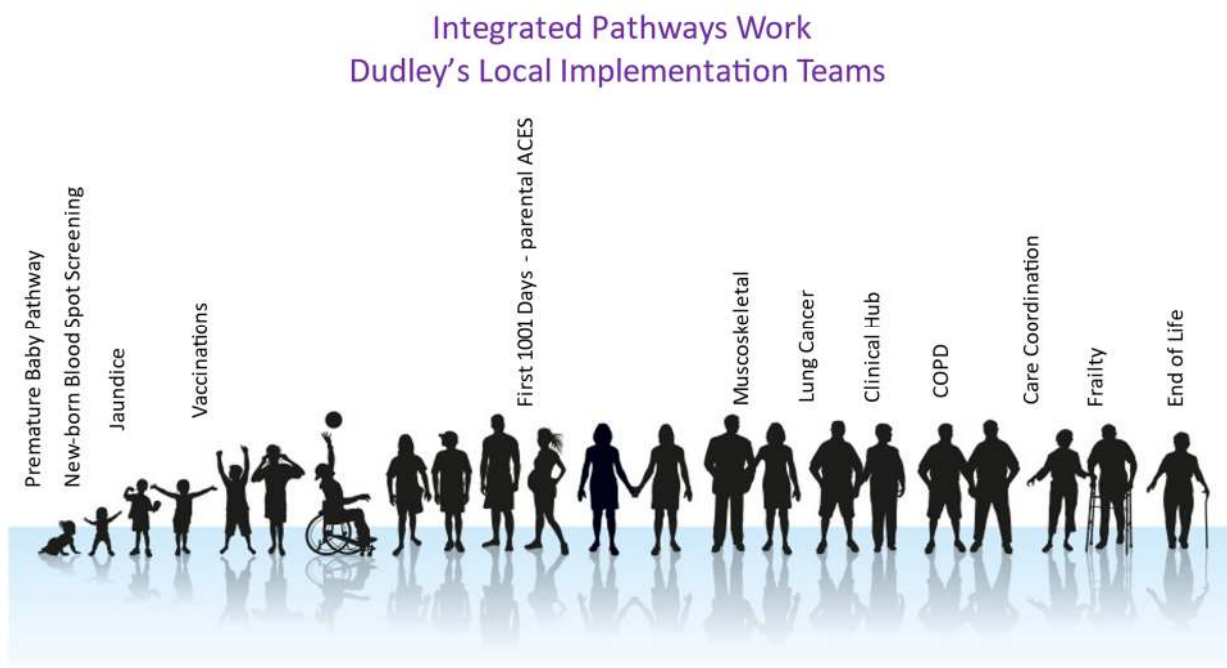 Integrated Pathways Work
Dudley's Local Implementation Teams
Premature Baby Pathway
New-born Blood Spot Screening
Jaundice
Vaccinations
First 1001 Days - parental ACES
Muscoskeletal
Lung Cancer
Clinical Hub
COPD
Care Coordination
Frailty
End of Life